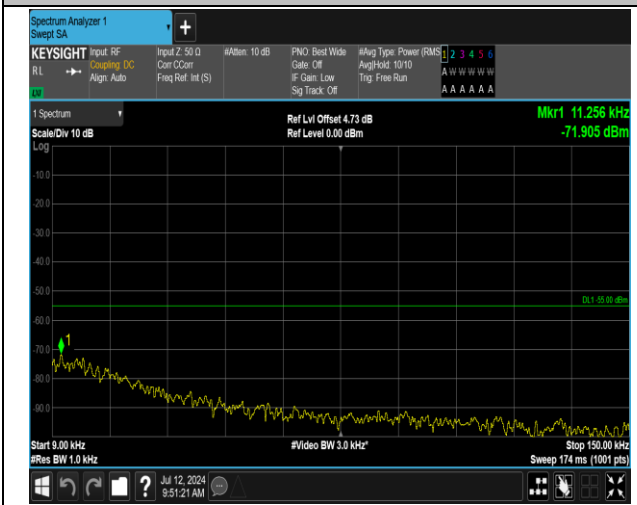 Spectrum Analyzer 1
Swept SA
+
KEYSIGHT
RL
LXI
Input: RF
Coupling: DC
Align: Auto
Input Z: 50 Ω
Corr CCorr
Freq Ref: Int (S)
#Atten: 10 dB
PNO: Best Wide
Gate: Off
IF Gain: Low
Sig Track: Off
#Avg Type: Power (RMS
Avg|Hold: 10/10
Trig: Free Run
1 2 3 4 5 6
A W W W W W
A A A A A A
1 Spectrum
Scale/Div 10 dB
Log
Ref Lvl Offset 4.73 dB
Ref Level 0.00 dBm
Mkr1 11.256 kHz
-71.905 dBm
-10.0
-20.0
-30.0
-40.0
-50.0
DL1 -55.00 dBm
-60.0
1
-70.0
-80.0
-90.0
Start 9.00 kHz
#Res BW 1.0 kHz
#Video BW 3.0 kHz*
Stop 150.00 kHz
Sweep 174 ms (1001 pts)
?
Jul 12, 2024
9:51:21 AM